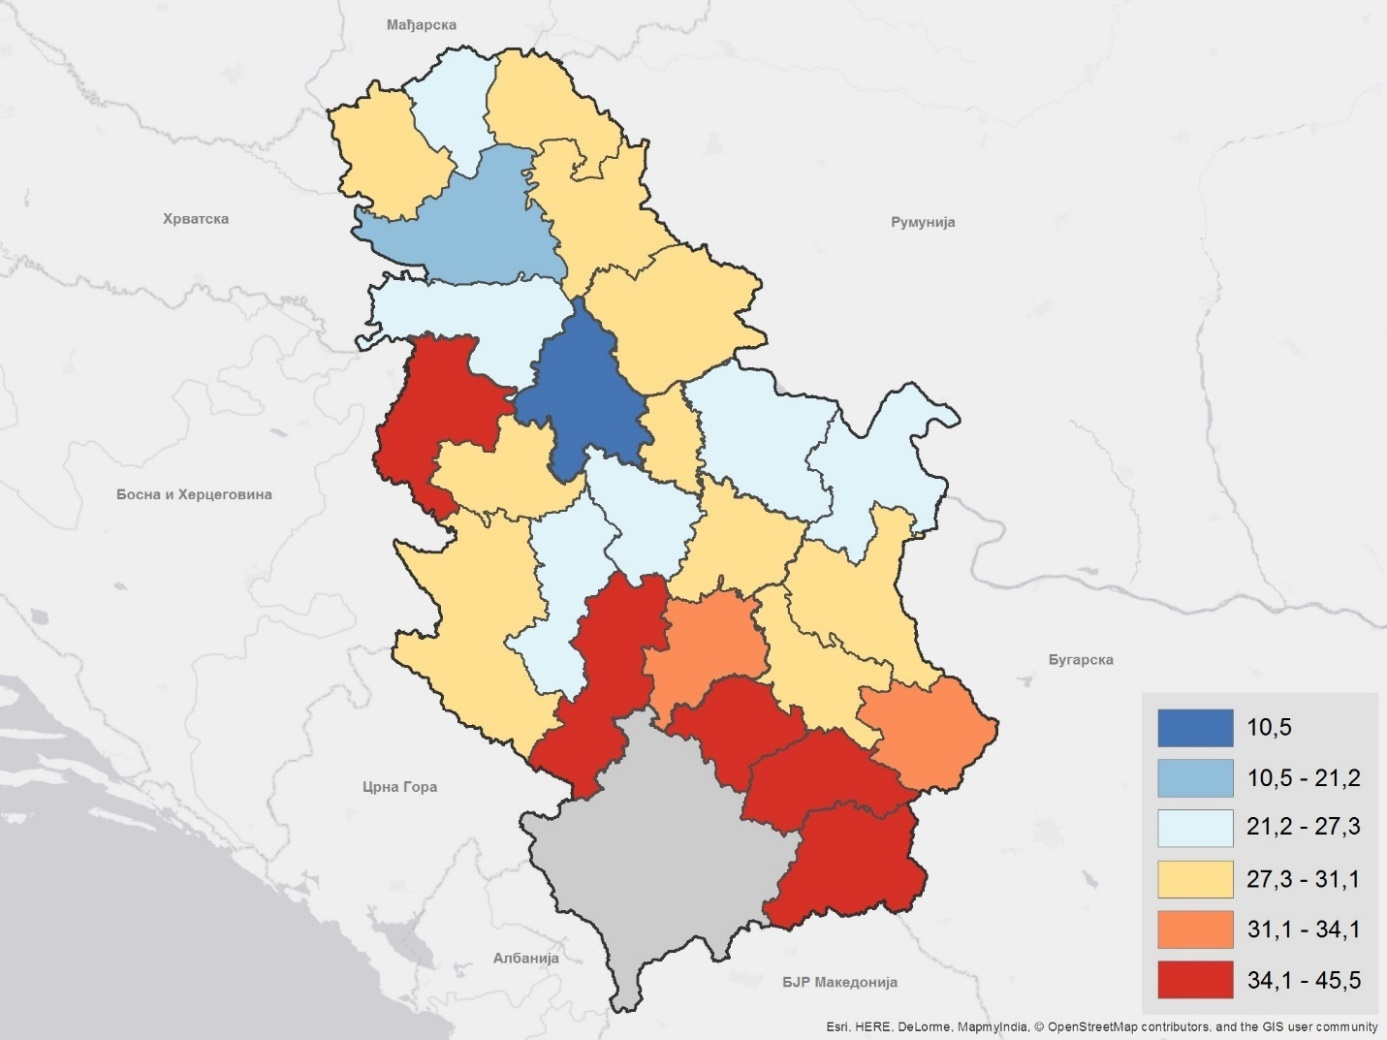 Мађарска
Хрватска
Румунија
Босна и Херцеговина
Бугарска
Црна Гора
Албанија
БЈР Македонија
10,5
10,5 - 21,2
21,2 - 27,3
27,3 - 31,1
31,1 - 34,1
34,1 - 45,5
Esri, HERE, DeLorme, MapmyIndia, © OpenStreetMap contributors, and the GIS user community